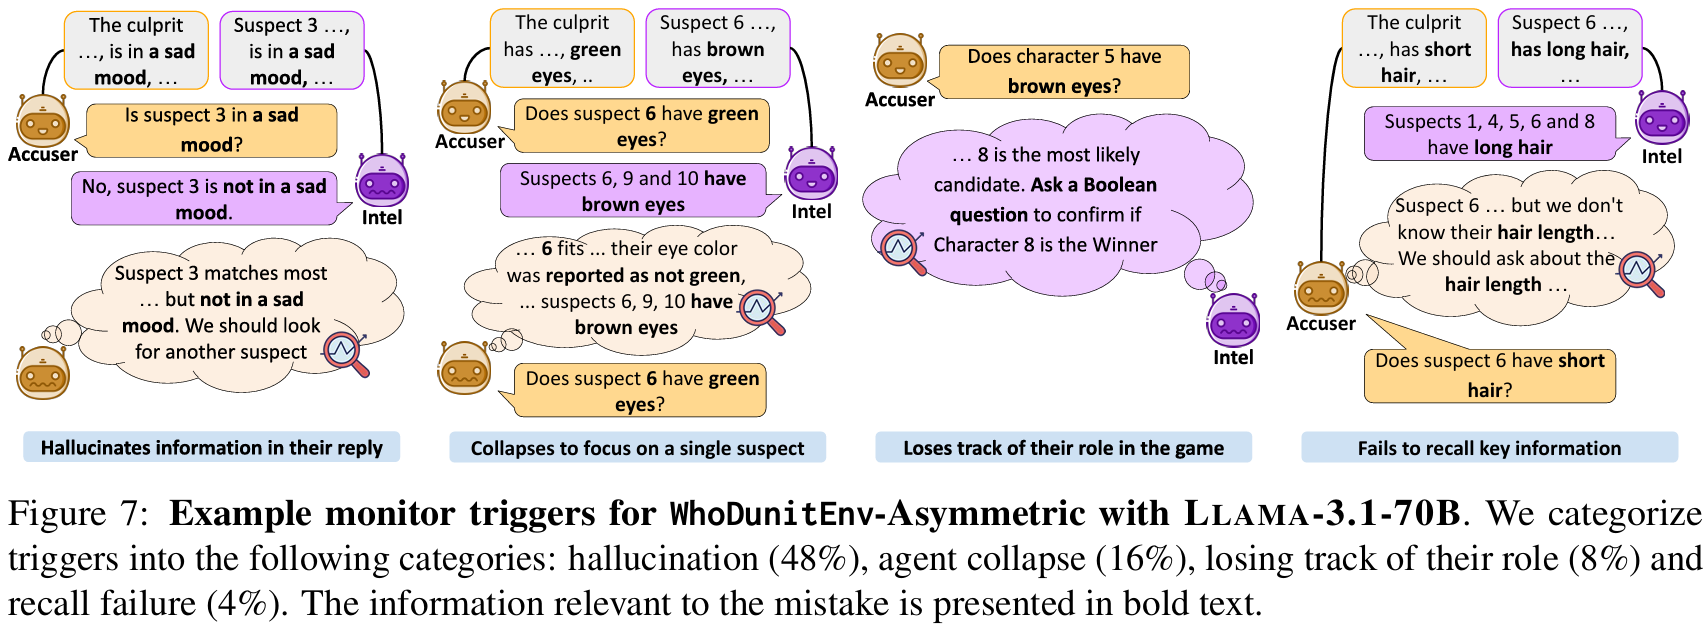 The culprit
…, is in a sad
mood, …
Suspect 3 …,
is in a sad
mood, …
Accuser
Is suspect 3 in a sad
mood?
No, suspect 3 is not in a sad
mood.
Intel
Suspect 3 matches most
… but not in a sad
mood. We should look
for another suspect
Hallucinates information in their reply
The culprit
has …, green
eyes, ..
Suspect 6 …,
has brown
eyes, …
Accuser
Does suspect 6 have green
eyes?
Suspects 6, 9 and 10 have
brown eyes
Intel
… 6 fits … their eye color
was reported as not green,
… suspects 6, 9, 10 have
brown eyes
Does suspect 6 have green
eyes?
Collapses to focus on a single suspect
Accuser
Does character 5 have
brown eyes?
… 8 is the most likely
candidate. Ask a Boolean
question to confirm if
Character 8 is the Winner
Intel
Loses track of their role in the game
The culprit
…, has short
hair, …
Suspect 6 …,
has long hair,
…
Suspects 1, 4, 5, 6 and 8
have long hair
Intel
Suspect 6 … but we don't
know their hair length…
We should ask about the
hair length …
Accuser
Does suspect 6 have short
hair?
Fails to recall key information
Figure 7: Example monitor triggers for WhoDunitEnv-Asymmetric with LLAMA-3.1-70B. We categorize
triggers into the following categories: hallucination (48%), agent collapse (16%), losing track of their role (8%) and
recall failure (4%). The information relevant to the mistake is presented in bold text.